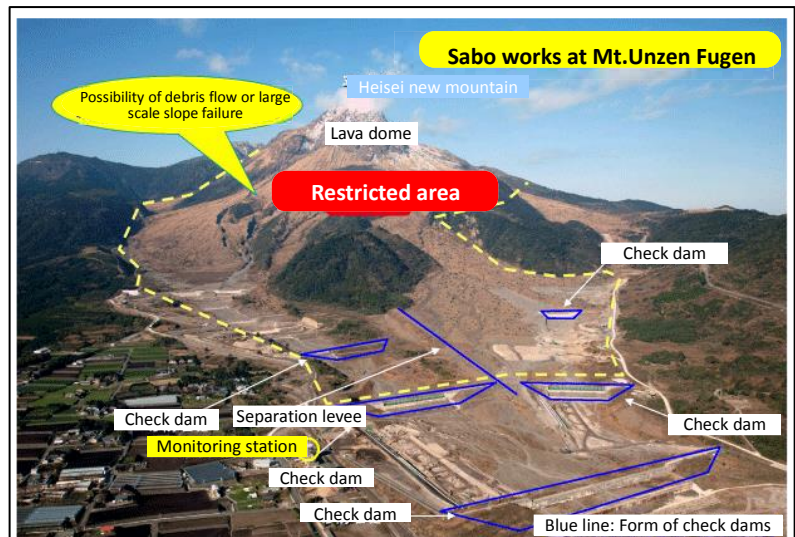 Sabo works at Mt.Unzen Fugen
Heisei new mountain
Possibility of debris flow or large
scale slope failure
Lava dome
Restricted area
Check dam
Check dam
Separation levee
Check dam
Monitoring station
Check dam
Check dam
Blue line: Form of check dams